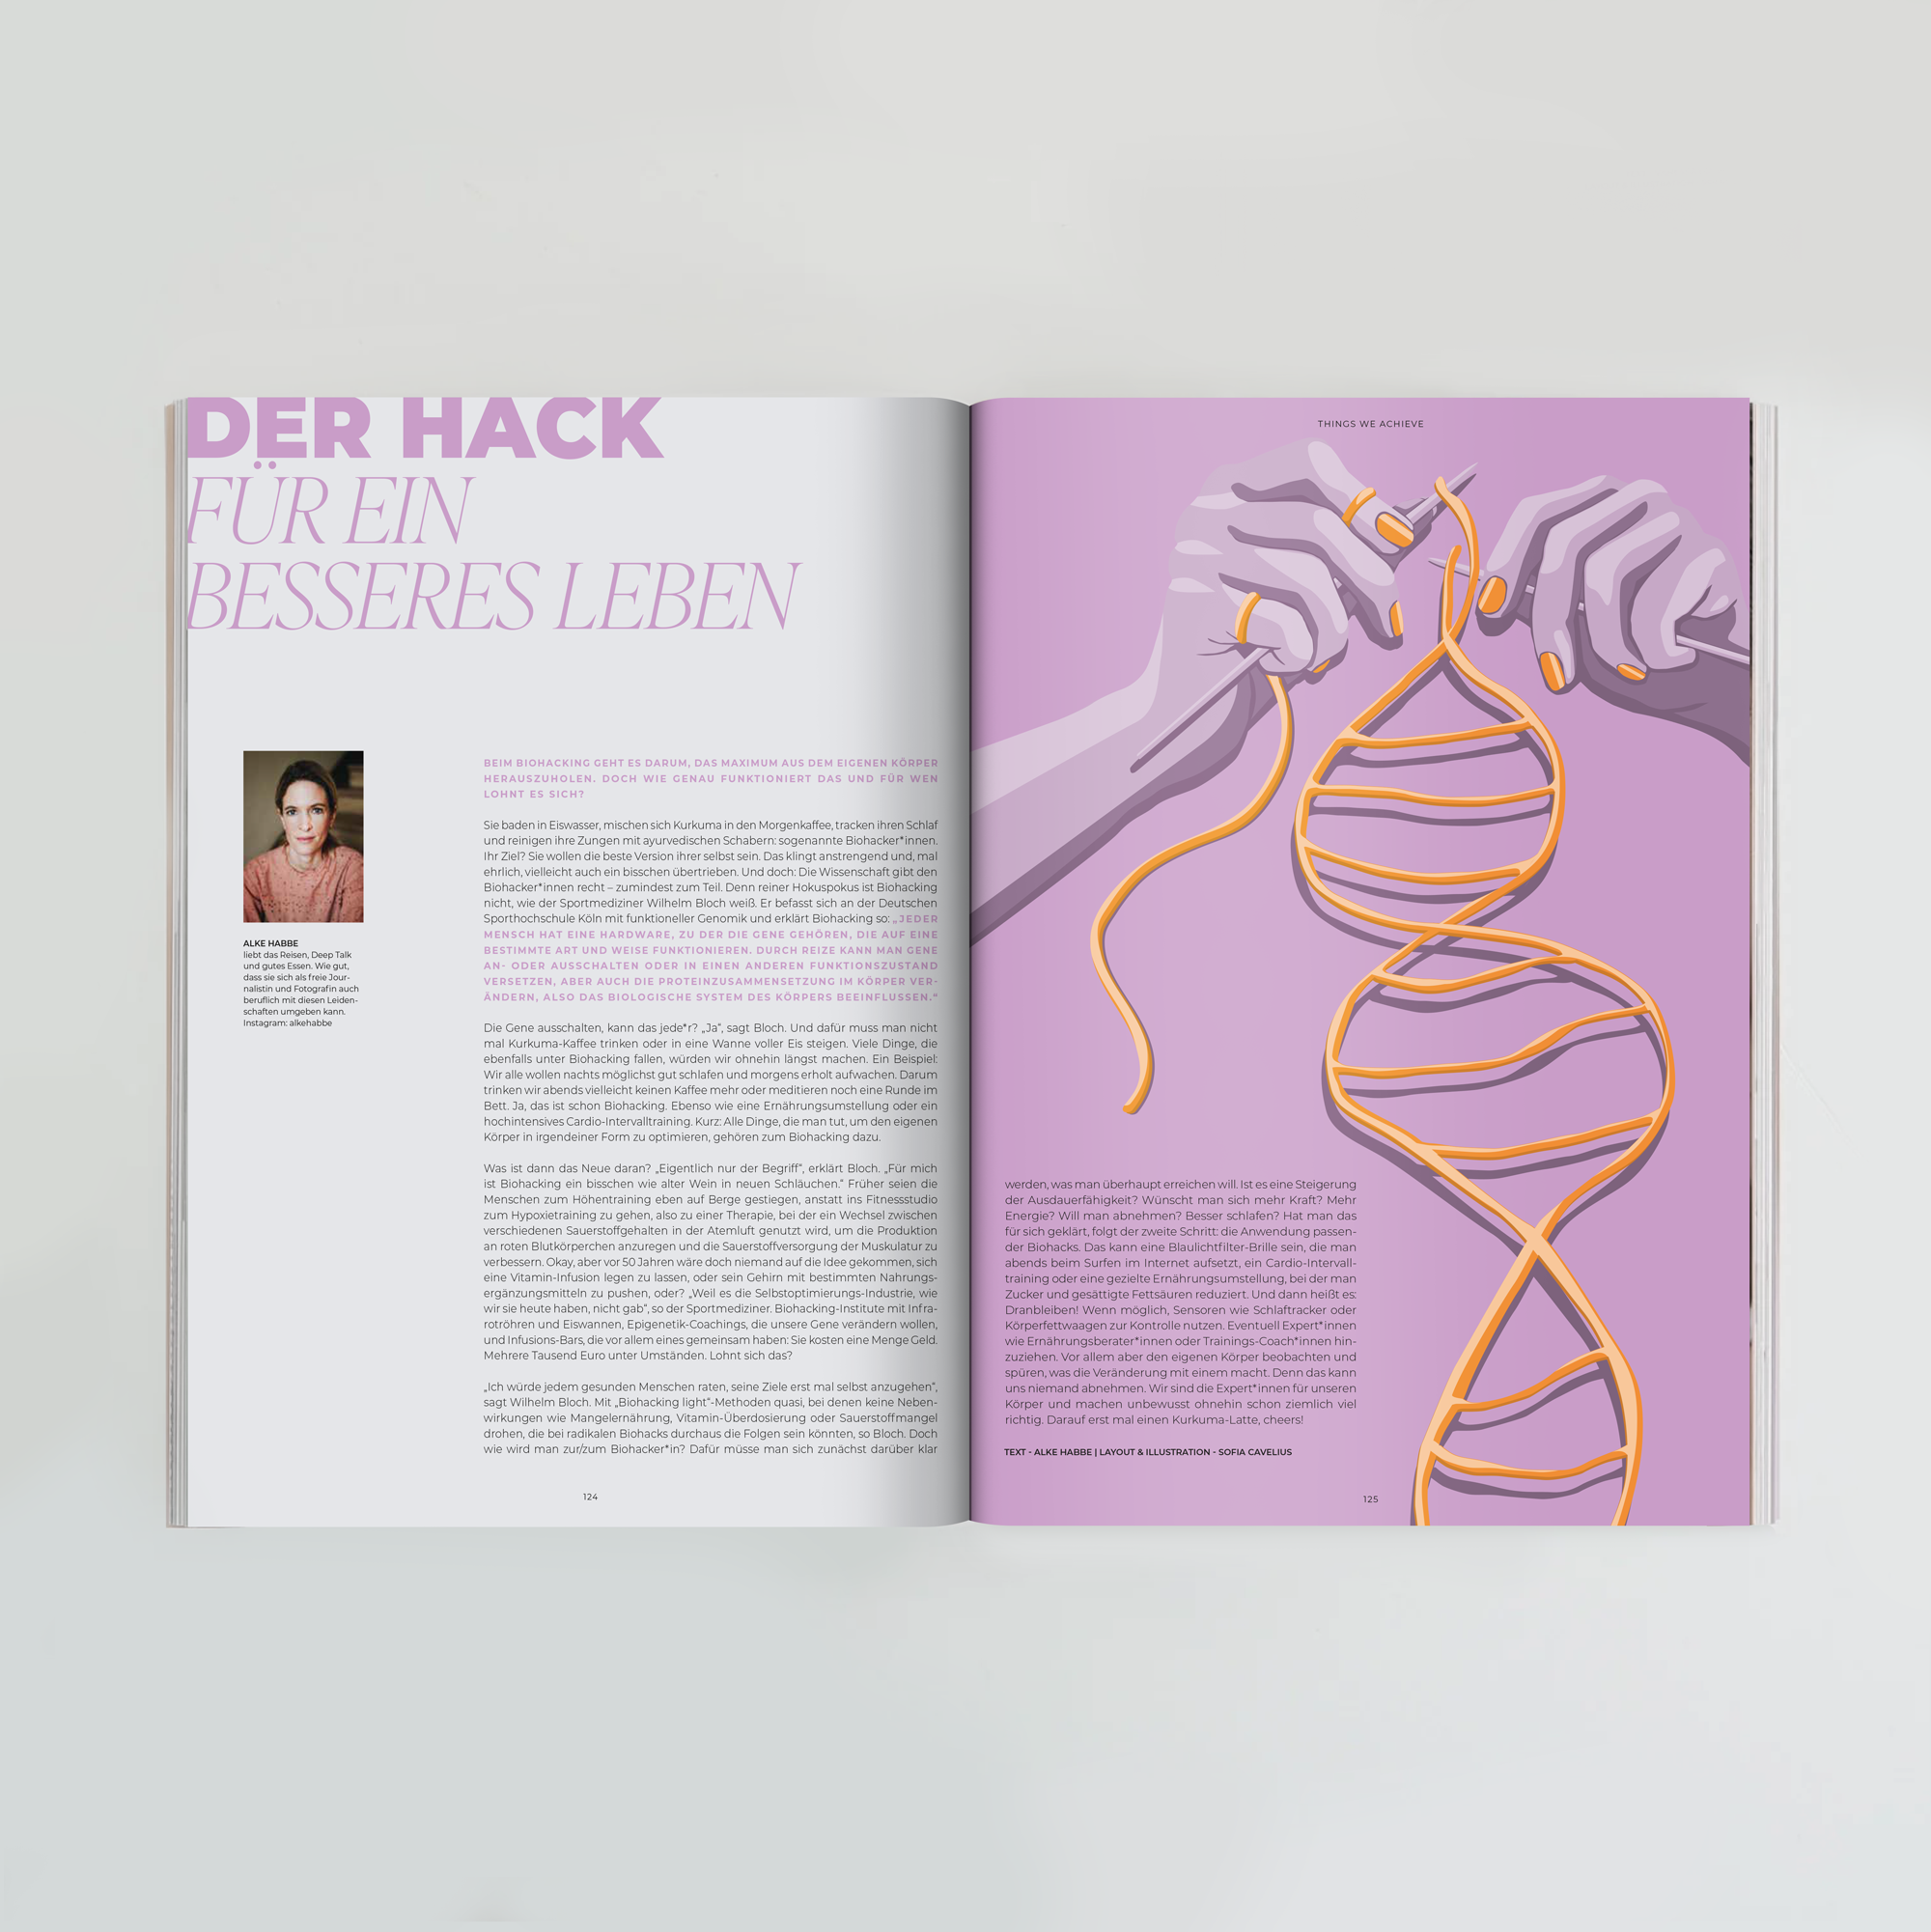 DER HACK
FÜR EIN
BESSERES LEBEN
ALKE HABBE
liebt das Reisen, Deep Talk
und gutes Essen. Wie gut,
dass sie sich als freie Jour-
nalistin und Fotografin auch
beruflich mit diesen Leiden-
schaften umgeben kann.
Instagram: alkehabbe
BEIM BIOHACKING GEHT ES DARUM, DAS MAXIMUM AUS DEM EIGENEN KÖRPER
HERAUSZUHOLEN. DOCH WIE GENAU FUNKTIONIERT DAS UND FÜR WEN
LOHNT ES SICH?
Sie baden in Eiswasser, mischen sich Kurkuma in den Morgenkaffee, tracken ihren Schlaf
und reinigen ihre Zungen mit ayurvedischen Schabern: sogenannte Biohacker*innen.
Ihr Ziel? Sie wollen die beste Version ihrer selbst sein. Das klingt anstrengend und, mal
ehrlich, vielleicht auch ein bisschen übertrieben. Und doch: Die Wissenschaft gibt den
Biohacker*innen recht – zumindest zum Teil. Denn reiner Hokuspokus ist Biohacking
nicht, wie der Sportmediziner Wilhelm Bloch weiß. Er befasst sich an der Deutschen
Sporthochschule Köln mit funktioneller Genomik und erklärt Biohacking so: „JEDER
MENSCH HAT EINE HARDWARE, ZU DER DIE GENE GEHÖREN, DIE AUF EINE
BESTIMMTE ART UND WEISE FUNKTIONIEREN. DURCH REIZE KANN MAN GENE
AN- ODER AUSSCHALTEN ODER IN EINEN ANDEREN FUNKTIONSZUSTAND
VERSETZEN, ABER AUCH DIE PROTEINZUSAMMENSETZUNG IM KÖRPER VER-
ÄNDERN, ALSO DAS BIOLOGISCHE SYSTEM DES KÖRPERS BEEINFLUSSEN.“
Die Gene ausschalten, kann das jede*r? „Ja“, sagt Bloch. Und dafür muss man nicht
mal Kurkuma-Kaffee trinken oder in eine Wanne voller Eis steigen. Viele Dinge, die
ebenfalls unter Biohacking fallen, würden wir ohnehin längst machen. Ein Beispiel:
Wir alle wollen nachts möglichst gut schlafen und morgens erholt aufwachen. Darum
trinken wir abends vielleicht keinen Kaffee mehr oder meditieren noch eine Runde im
Bett. Ja, das ist schon Biohacking. Ebenso wie eine Ernährungsumstellung oder ein
hochintensives Cardio-Intervalltraining. Kurz: Alle Dinge, die man tut, um den eigenen
Körper in irgendeiner Form zu optimieren, gehören zum Biohacking dazu.
Was ist dann das Neue daran? „Eigentlich nur der Begriff“, erklärt Bloch. „Für mich
ist Biohacking ein bisschen wie alter Wein in neuen Schläuchen.“ Früher seien die
Menschen zum Höhentraining eben auf Berge gestiegen, anstatt ins Fitnessstudio
zum Hypoxietraining zu gehen, also zu einer Therapie, bei der ein Wechsel zwischen
verschiedenen Sauerstoffgehalten in der Atemluft genutzt wird, um die Produktion
an roten Blutkörperchen anzuregen und die Sauerstoffversorgung der Muskulatur zu
verbessern. Okay, aber vor 50 Jahren wäre doch niemand auf die Idee gekommen, sich
eine Vitamin-Infusion legen zu lassen, oder sein Gehirn mit bestimmten Nahrungs-
ergänzungsmitteln zu pushen, oder? „Weil es die Selbstoptimierungs-Industrie, wie
wir sie heute haben, nicht gab“, so der Sportmediziner. Biohacking-Institute mit Infra-
rotröhren und Eiswannen, Epigenetik-Coachings, die unsere Gene verändern wollen,
und Infusions-Bars, die vor allem eines gemeinsam haben: Sie kosten eine Menge Geld.
Mehrere Tausend Euro unter Umständen. Lohnt sich das?
„Ich würde jedem gesunden Menschen raten, seine Ziele erst mal selbst anzugehen“,
sagt Wilhelm Bloch. Mit „Biohacking light“-Methoden quasi, bei denen keine Neben-
wirkungen wie Mangelernährung, Vitamin-Überdosierung oder Sauerstoffmangel
drohen, die bei radikalen Biohacks durchaus die Folgen sein könnten, so Bloch. Doch
wie wird man zur/zum Biohacker*in? Dafür müsse man sich zunächst darüber klar
124
THINGS WE ACHIEVE
werden, was man überhaupt erreichen will. Ist es eine Steigerung
der Ausdauerfähigkeit? Wünscht man sich mehr Kraft? Mehr
Energie? Will man abnehmen? Besser schlafen? Hat man das
für sich geklärt, folgt der zweite Schritt: die Anwendung passen-
der Biohacks. Das kann eine Blaulichtfilter-Brille sein, die man
abends beim Surfen im Internet aufsetzt, ein Cardio-Intervall-
training oder eine gezielte Ernährungsumstellung, bei der man
Zucker und gesättigte Fettsäuren reduziert. Und dann heißt es:
Dranbleiben! Wenn möglich, Sensoren wie Schlaftracker oder
Körperfettwaagen zur Kontrolle nutzen. Eventuell Expert*innen
wie Ernährungsberater*innen oder Trainings-Coach*innen hin-
zuziehen. Vor allem aber den eigenen Körper beobachten und
spüren, was die Veränderung mit einem macht. Denn das kann
uns niemand abnehmen. Wir sind die Expert*innen für unseren
Körper und machen unbewusst ohnehin schon ziemlich viel
richtig. Darauf erst mal einen Kurkuma-Latte, cheers!
TEXT - ALKE HABBE | LAYOUT & ILLUSTRATION - SOFIA CAVELIUS
125